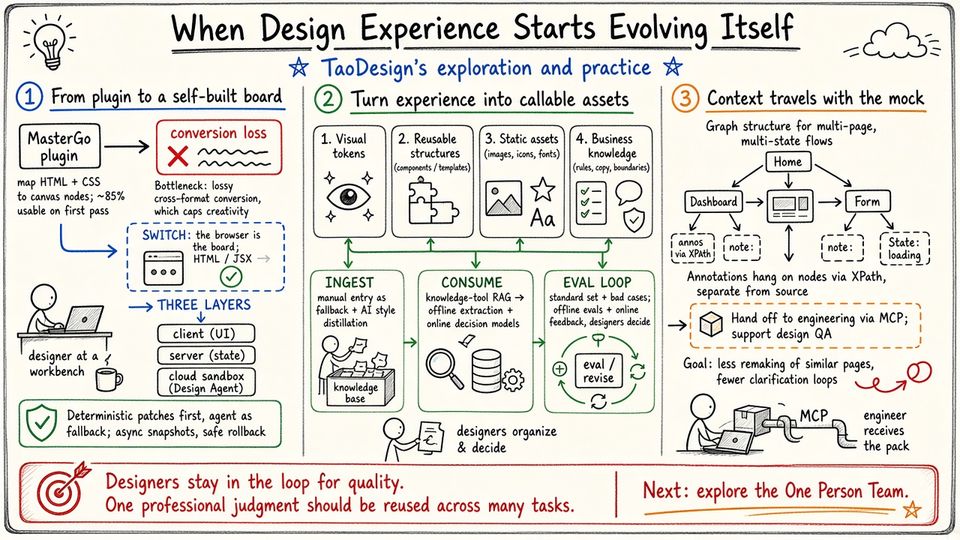 When Design Experience Starts Evolving Itself
TaoDesign's exploration and practice
1 From plugin to a self-built board
MasterGo
plugin
conversion loss
map HTML + CSS
to canvas nodes; ~85%
usable on first pass
Bottleneck: lossy
cross-format conversion,
which caps creativity
SWITCH: the browser is
the board;
HTML / JSX →
THREE LAYERS
client (UI)
server (state)
cloud sandbox
(Design Agent)
designer at a
workbench
Deterministic patches first, agent as
fallback; async snapshots, safe rollback
2 Turn experience into callable assets
1. Visual
tokens
2. Reusable
structures
(components / templates)
3. Static assets
(images, icons, fonts)
Aa
4. Business
knowledge
(rules, copy, boundaries)
INGEST
manual entry as
fallback + AI style
distillation
knowledge
base
CONSUME
knowledge-tool RAG →
offline extraction +
online decision models
EVAL LOOP
standard set + bad cases;
offline evals + online
feedback, designers decide
eval /
revise
designers organize
& decide
3 Context travels with the mock
Graph structure for multi-page,
multi-state flows
Home
Dashboard
Form
annos
via XPAth
note:
note:
State:
loading
Annotations hang on nodes via XPath,
separate from source
Hand off to engineering via MCP;
support design QA
Goal: less remaking of similar pages,
fewer clarification loops
MCP
engineer
receives
the pack
Designers stay in the loop for quality.
One professional judgment should be reused across many tasks.
Next: explore the One Person Team.